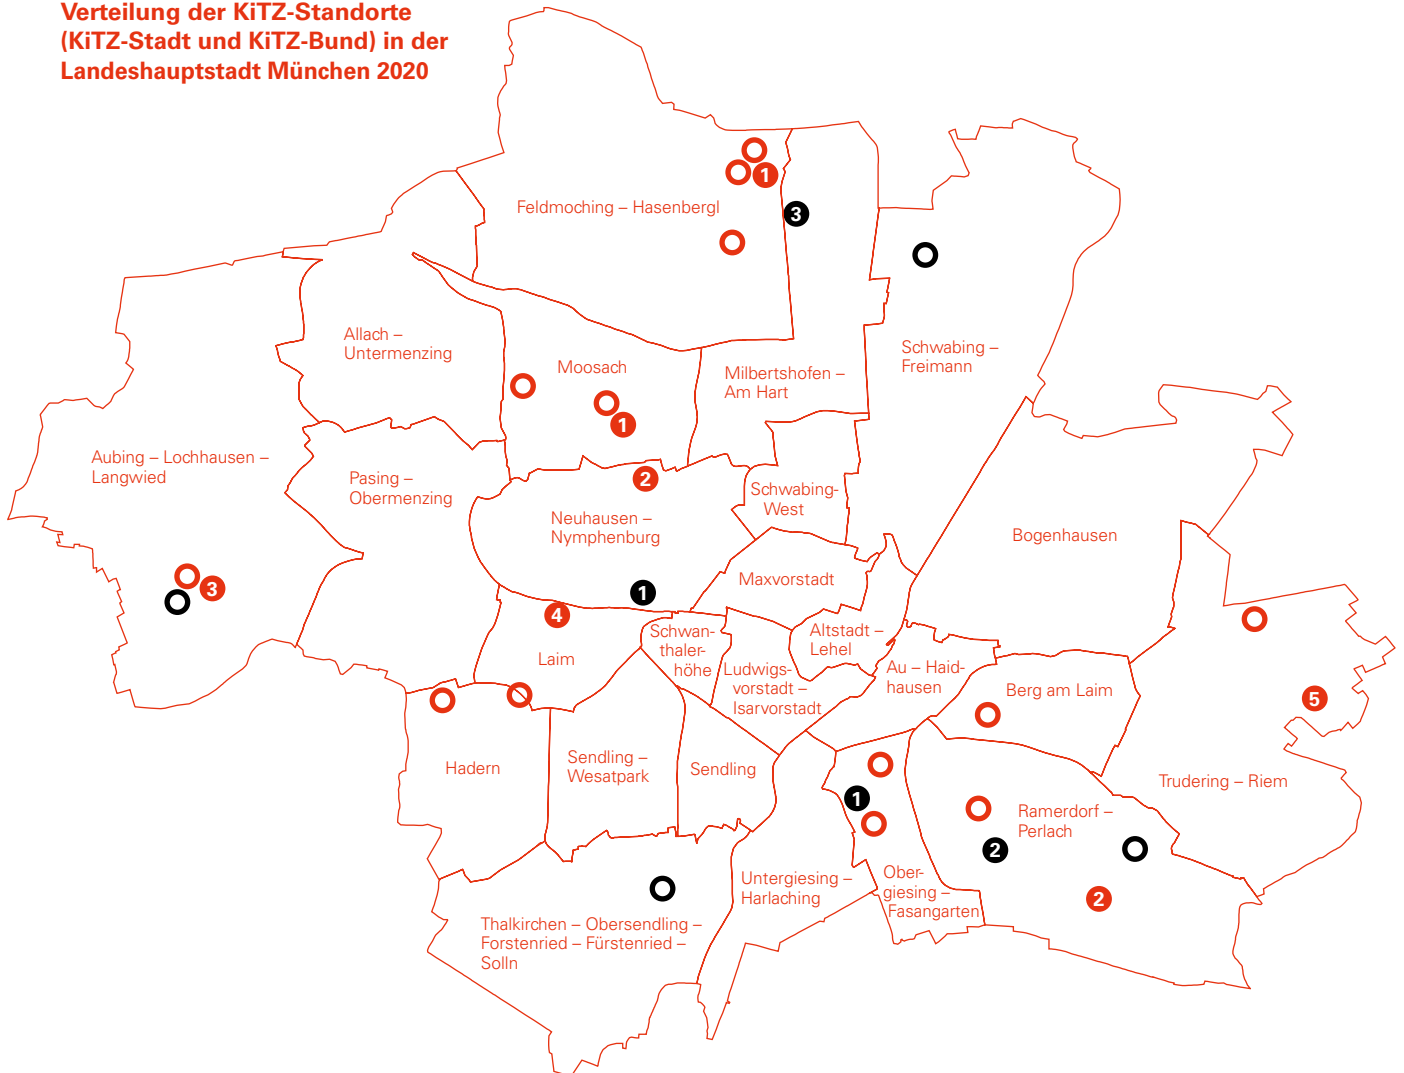 Verteilung der KiTZ-Standorte
(KiTZ-Stadt und KiTZ-Bund) in der
Landeshauptstadt München 2020
1
Feldmoching – Hasenbergl
3
Allach –
Untermenzing
Moosach
1
Milbertshofen –
Am Hart
Schwabing –
Freimann
Aubing – Lochhausen –
Langwied
3
Pasing –
Obermenzing
2
Neuhausen –
Nymphenburg
1
Schwabing-
West
Bogenhausen
Maxvorstadt
4
Laim
Schwan-
thaler-
höhe
Ludwigs-
vorstadt –
Isarvorstadt
Altstadt –
Lehel
Au – Haid-
hausen
Berg am Laim
5
Trudering – Riem
Hadern
Sendling –
Wesatpark
Sendling
1
Ramerdorf –
Perlach
2
2
Ober-
giesing –
Fasangarten
Untergiesing –
Harlaching
Thalkirchen – Obersendling –
Forstenried – Fürstenried –
Solln